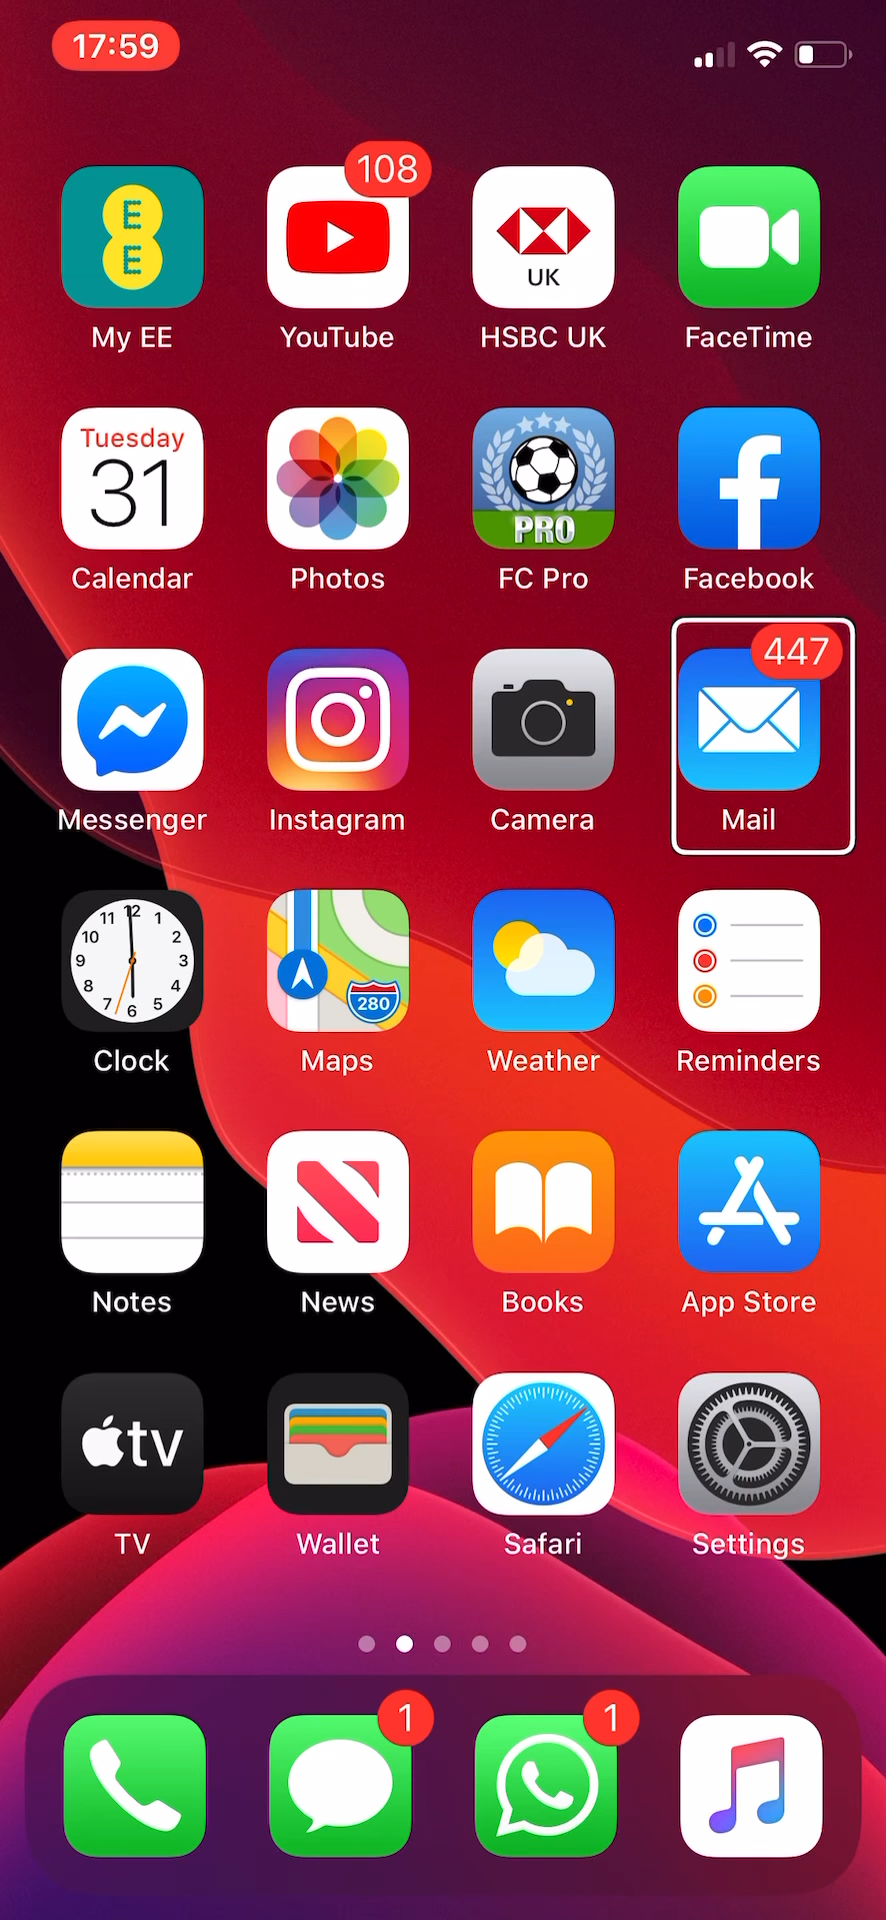 17:59
108
E
E
UK
My EE YouTube HSBC UK FaceTime
Tuesday
31
PRO
Calendar Photos FC Pro Facebook
447
Messenger Instagram Camera Mail
12 1 2 3 4 5 6 7 8 9 10 11
280
Clock Maps Weather Reminders
Notes News Books App Store
tv
TV Wallet Safari Settings
1 1